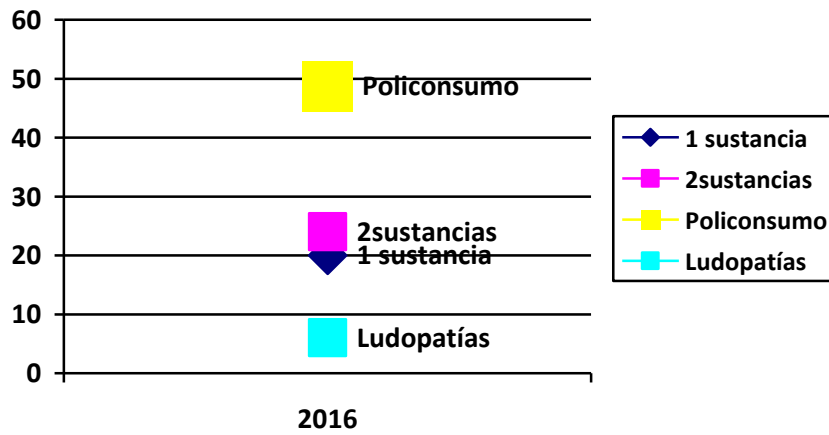 60
50
40
30
20
10
0
Policonsumo
2sustancias
1 sustancia
Ludopatías
2016
1 sustancia
2sustancias
Policonsumo
Ludopatías